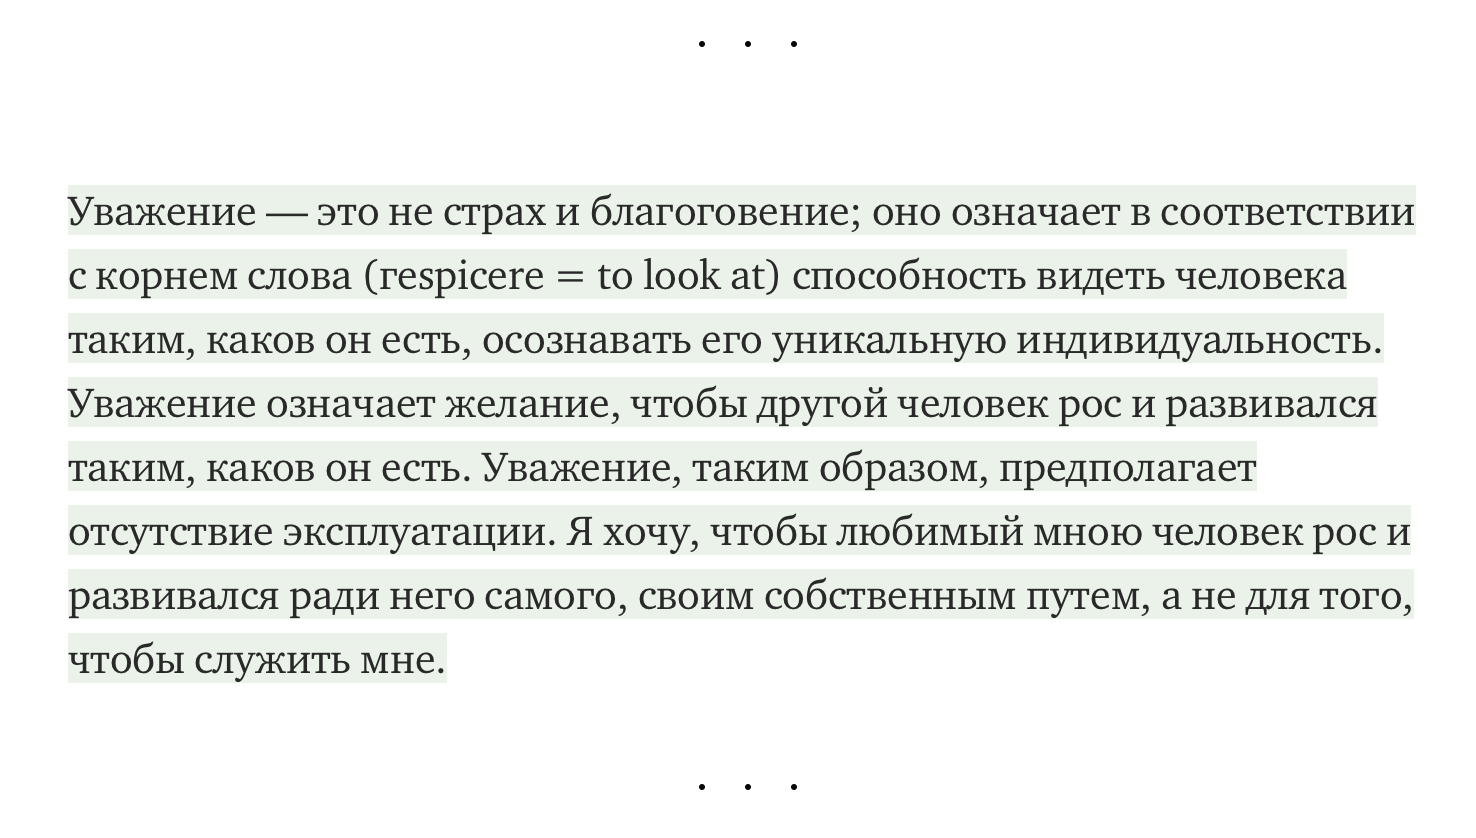 Уважение — это не страх и благоговение; оно означает в соответствии
с корнем слова (respicere = to look at) способность видеть человека
таким, каков он есть, осознавать его уникальную индивидуальность.
Уважение означает желание, чтобы другой человек рос и развивался
таким, каков он есть. Уважение, таким образом, предполагает
отсутствие эксплуатации. Я хочу, чтобы любимый мною человек рос и
развивался ради него самого, своим собственным путем, а не для того,
чтобы служить мне.